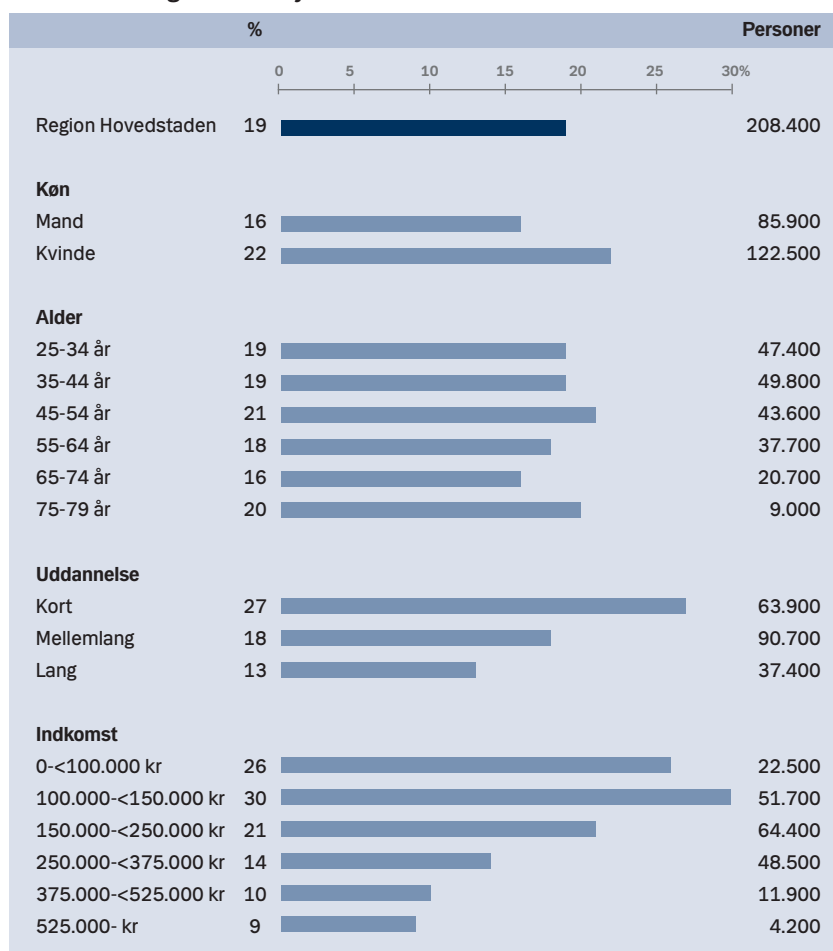 % Personer
0 5 10 15 20 25 30%
Region Hovedstaden 19 208.400
Køn
Mand 16 85.900
Kvinde 22 122.500
Alder
25-34 år 19 47.400
35-44 år 19 49.800
45-54 år 21 43.600
55-64 år 18 37.700
65-74 år 16 20.700
75-79 år 20 9.000
Uddannelse
Kort 27 63.900
Mellemlang 18 90.700
Lang 13 37.400
Indkomst
0-<100.000 kr 26 22.500
100.000-<150.000 kr 30 51.700
150.000-<250.000 kr 21 64.400
250.000-<375.000 kr 14 48.500
375.000-<525.000 kr 10 11.900
525.000- kr 9 4.200